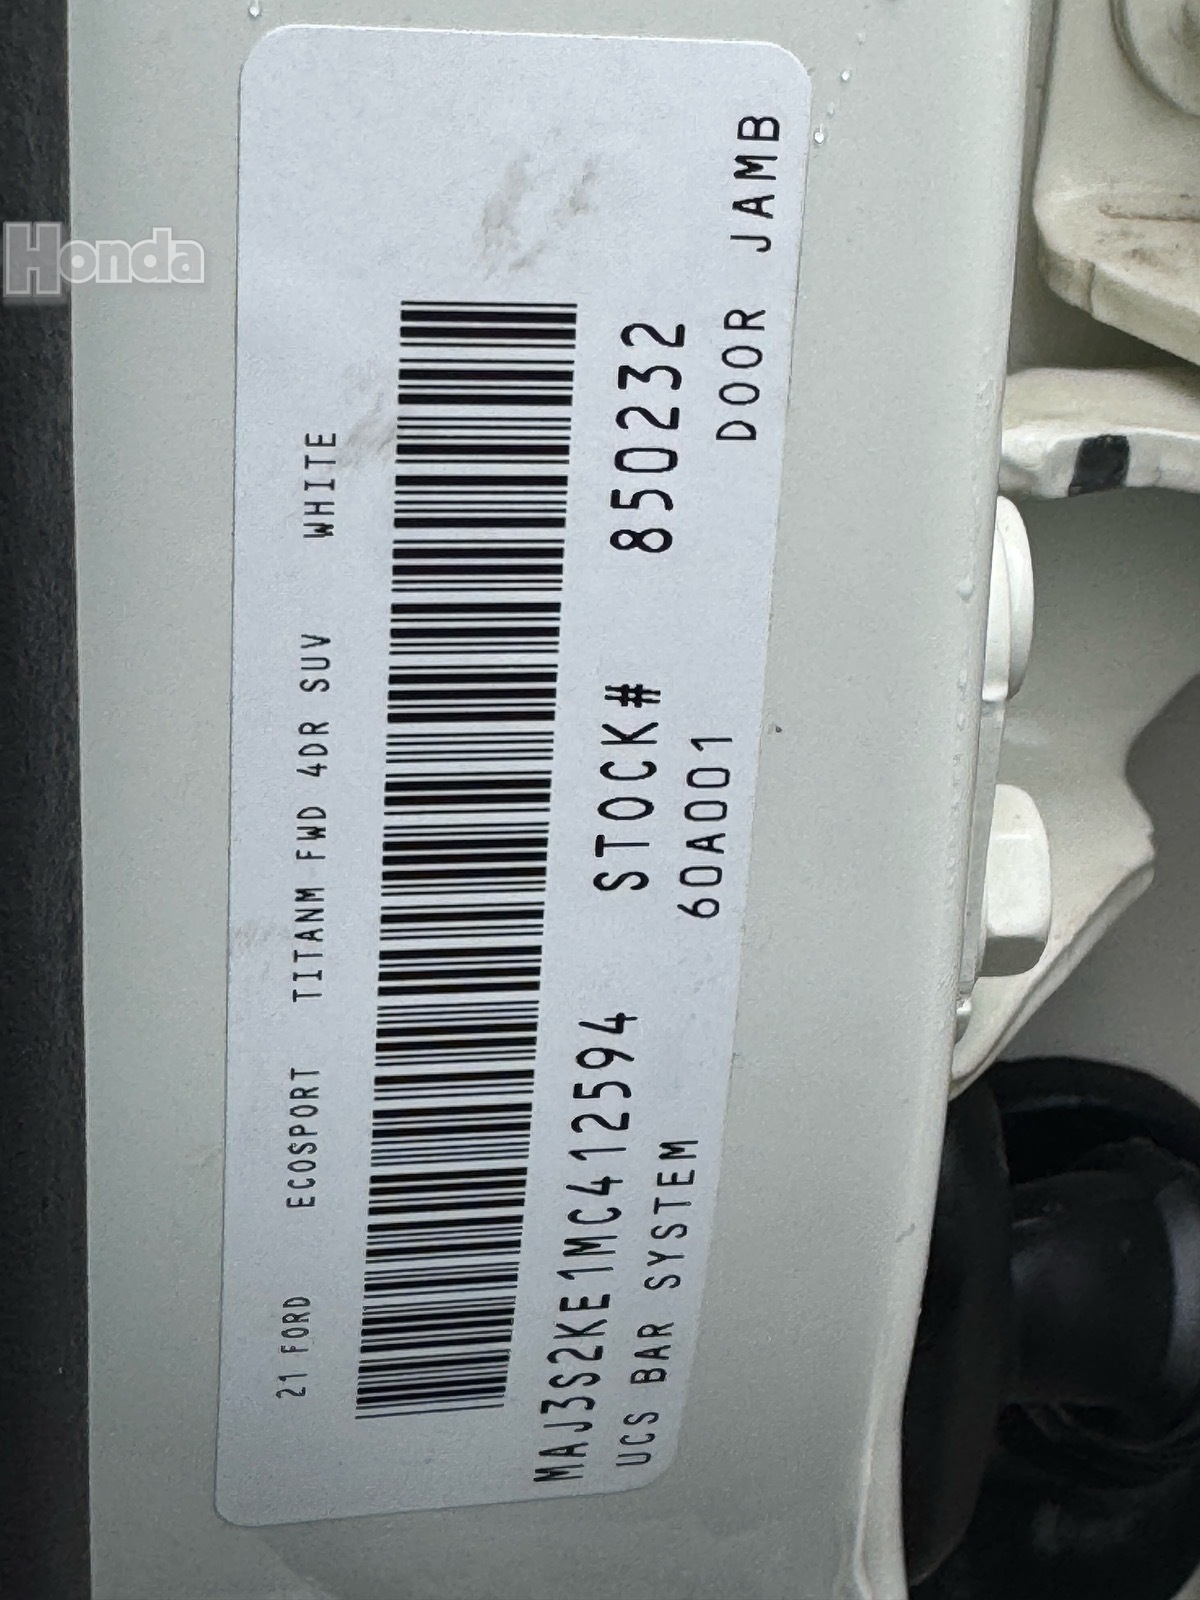 21 FORD ECOSPORT TITANM FWD 4DR SUV WHITE
MAJ3S2KE1MC412594 STOCK# 850232
UCS BAR SYSTEM 60A001 DOOR JAMB
Honda